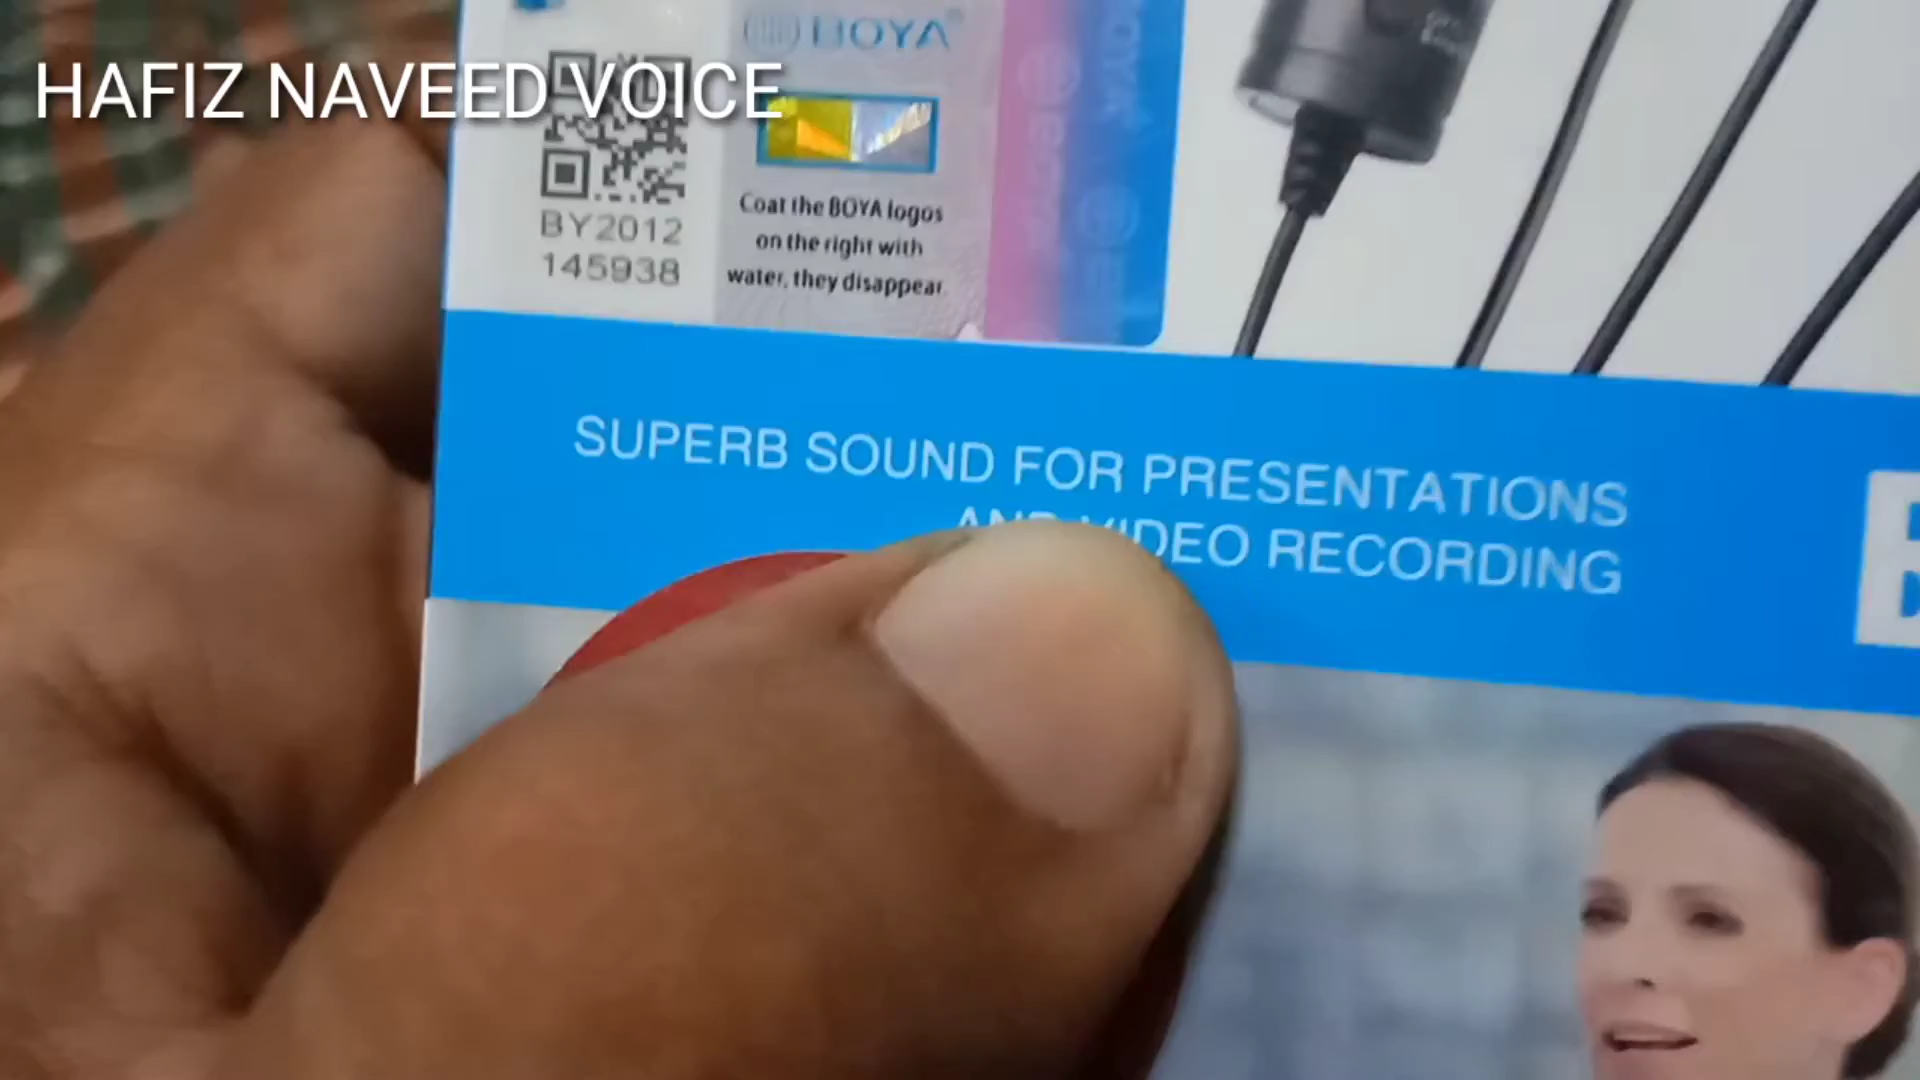 HAFIZ NAVEED VOICE
BOYA
BY2012
145938
Coat the BOYA logos
on the right with
water, they disappear.
SUPERB SOUND FOR PRESENTATIONS
AND VIDEO RECORDING